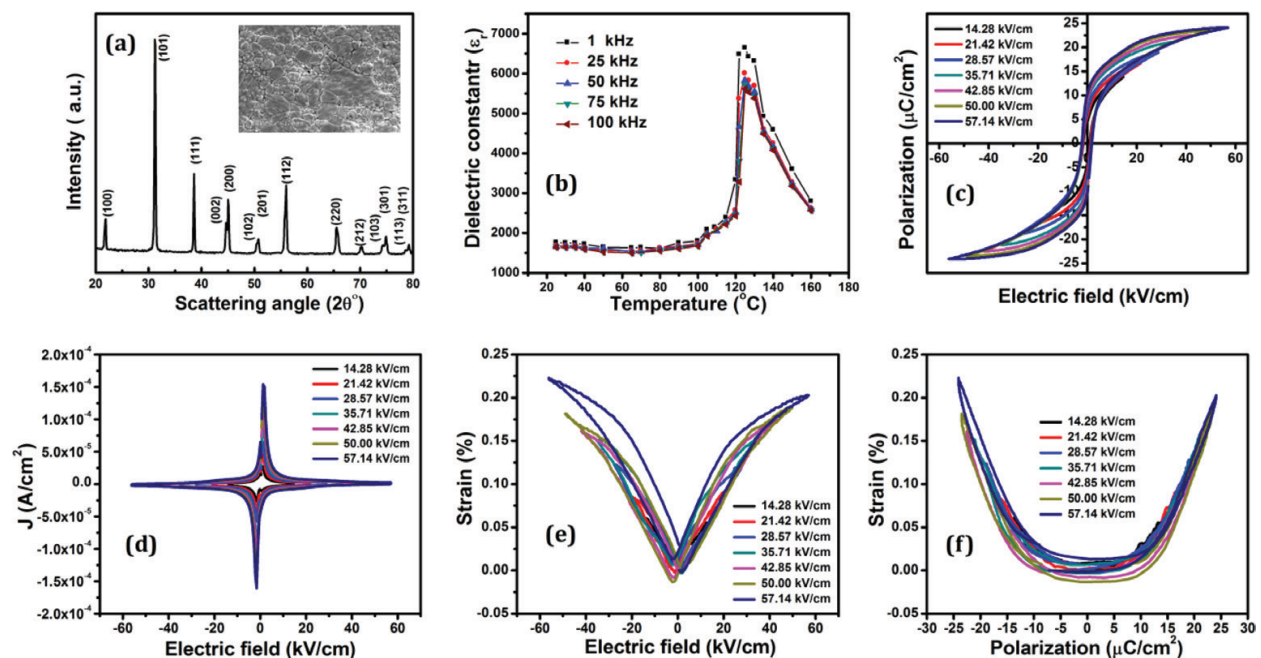 (a)
(100)
(101)
(111)
(002)
(200)
(102)
(201)
(112)
(220)
(212)
(103)
(301)
(113)
(311)
Intensity ( a.u.)
20 30 40 50 60 70 80
Scattering angle (2θ°)
(b)
1 kHz
25 kHz
50 kHz
75 kHz
100 kHz
Dielectric constantr (εr)
7000
6000
5000
4000
3000
2000
1000
20 40 60 80 100 120 140 160 180
Temperature (°C)
(c)
14.28 kV/cm
21.42 kV/cm
28.57 kV/cm
35.71 kV/cm
42.85 kV/cm
50.00 kV/cm
57.14 kV/cm
Polarization (μC/cm²)
25
20
15
10
5
0
-5
-10
-15
-20
-25
-60 -40 -20 0 20 40 60
Electric field (kV/cm)
(d)
14.28 kV/cm
21.42 kV/cm
28.57 kV/cm
35.71 kV/cm
42.85 kV/cm
50.00 kV/cm
57.14 kV/cm
J (A/cm²)
2.0x10⁻⁴
1.5x10⁻⁴
1.0x10⁻⁴
5.0x10⁻⁵
0.0
-5.0x10⁻⁵
-1.0x10⁻⁴
-1.5x10⁻⁴
-2.0x10⁻⁴
-60 -40 -20 0 20 40 60
Electric field (kV/cm)
(e)
14.28 kV/cm
21.42 kV/cm
28.57 kV/cm
35.71 kV/cm
42.85 kV/cm
50.00 kV/cm
57.14 kV/cm
Strain (%)
0.25
0.20
0.15
0.10
0.05
0.00
-0.05
-60 -40 -20 0 20 40 60
Electric field (kV/cm)
(f)
14.28 kV/cm
21.42 kV/cm
28.57 kV/cm
35.71 kV/cm
42.85 kV/cm
50.00 kV/cm
57.14 kV/cm
Strain (%)
0.25
0.20
0.15
0.10
0.05
0.00
-0.05
-30 -25 -20 -15 -10 -5 0 5 10 15 20 25 30
Polarization (μC/cm²)